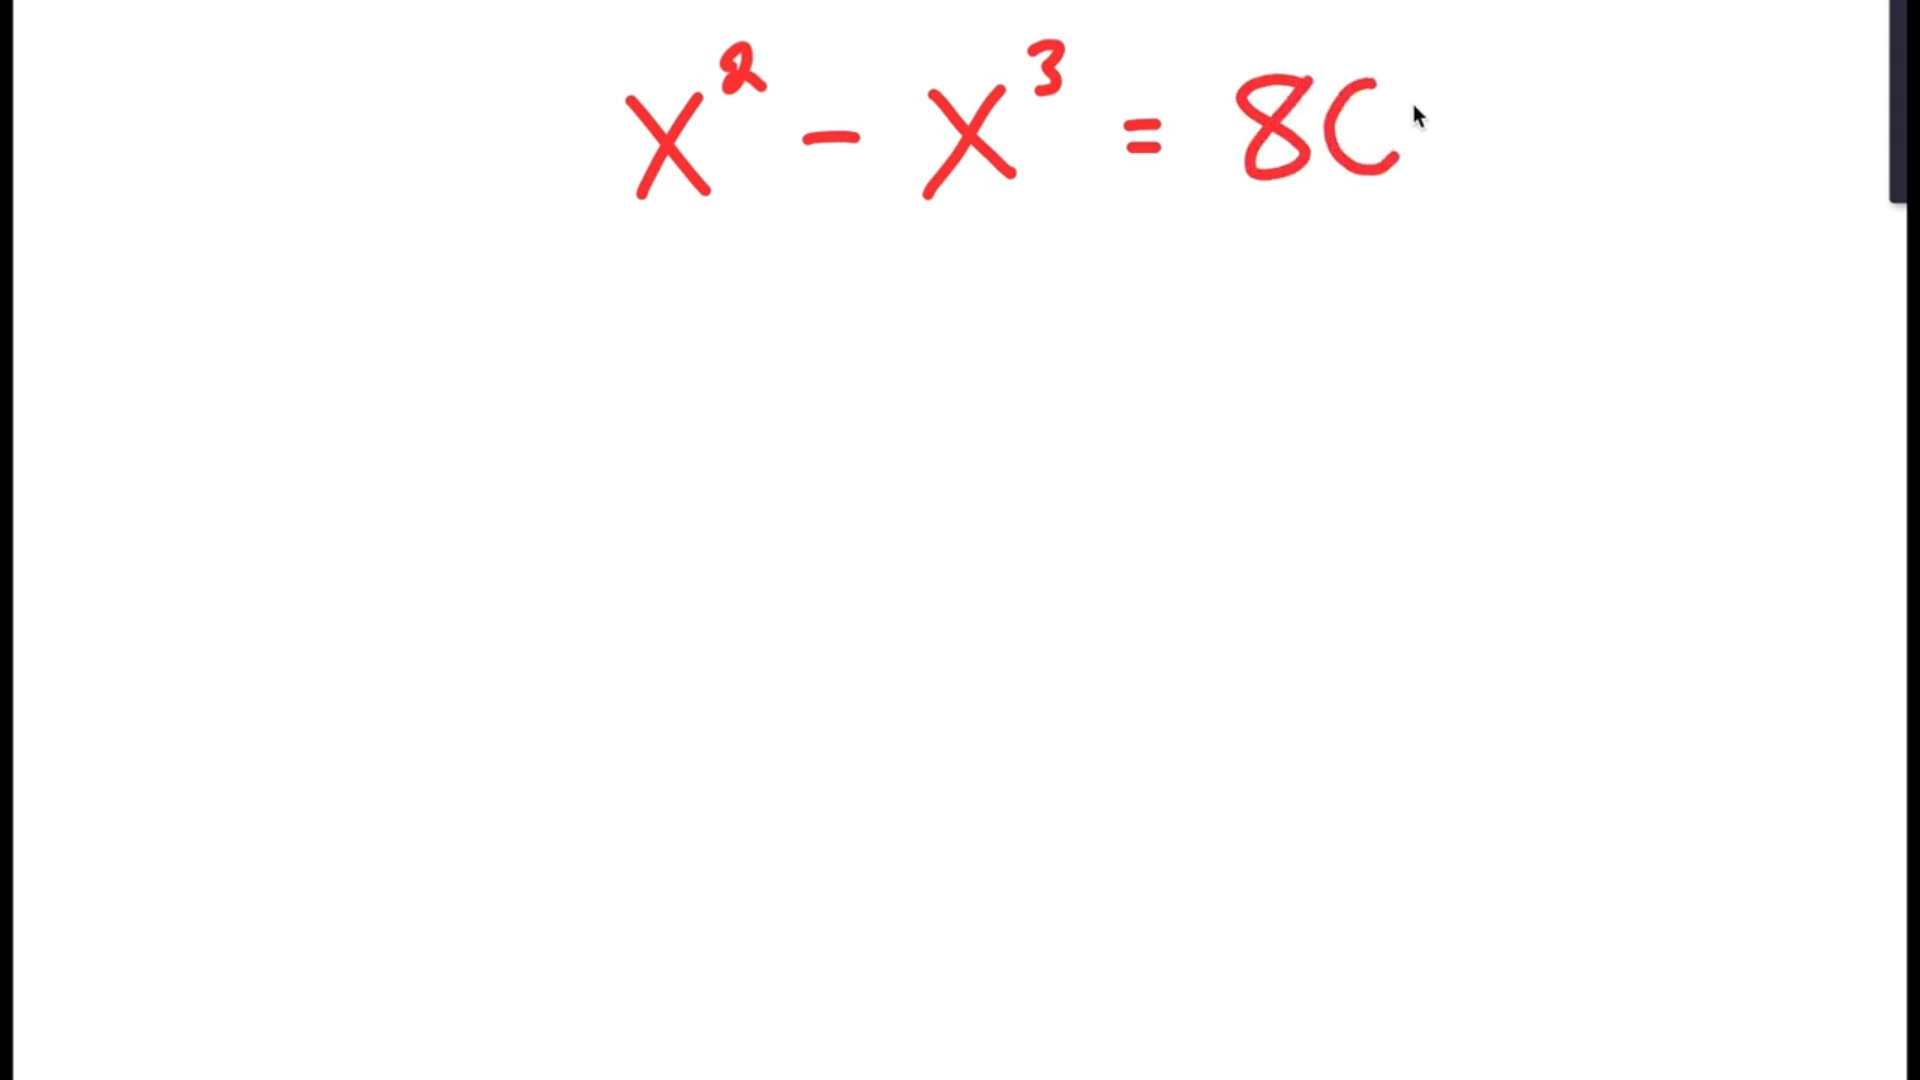 x² - x³ = 8C